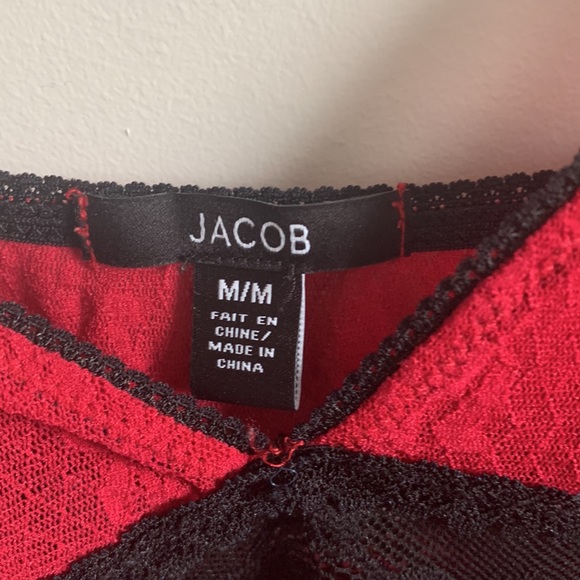 JACOB
M/M
FAIT EN
CHINE/
MADE IN
CHINA